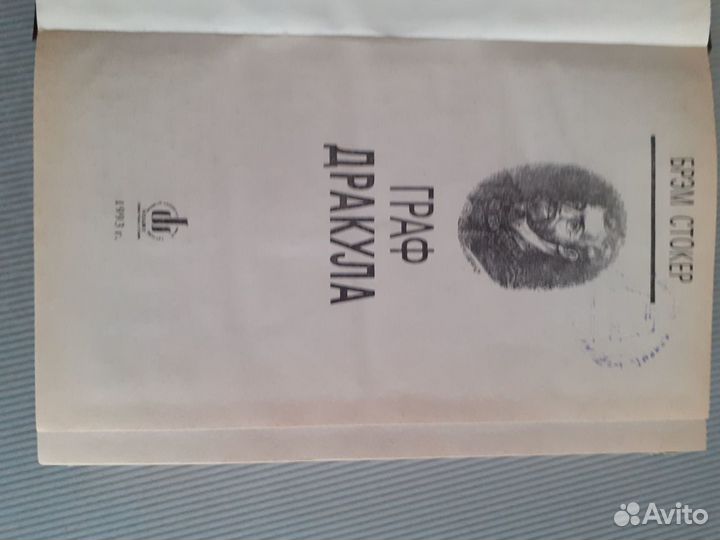 БРЭМ СТОКЕР
ГРАФ
ДРАКУЛА
1993 г.
Avito